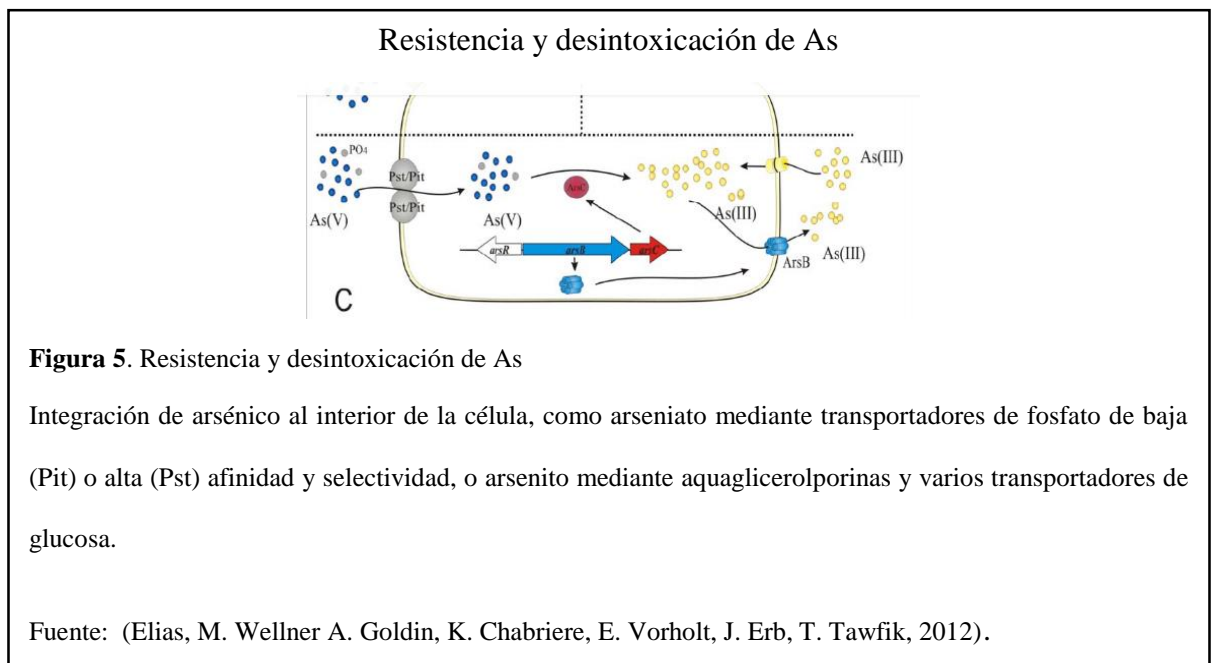 Resistencia y desintoxicación de As
PO4
As(III)
Pst/Pit
Pst/Pit
ArsC
As(V)
As(V)
As(III)
arsR
arsB
arsC
ArsB
As(III)
C
Figura 5. Resistencia y desintoxicación de As
Integración de arsénico al interior de la célula, como arseniato mediante transportadores de fosfato de baja
(Pit) o alta (Pst) afinidad y selectividad, o arsenito mediante aquaglicerolporinas y varios transportadores de
glucosa.
Fuente: (Elias, M. Wellner A. Goldin, K. Chabriere, E. Vorholt, J. Erb, T. Tawfik, 2012).